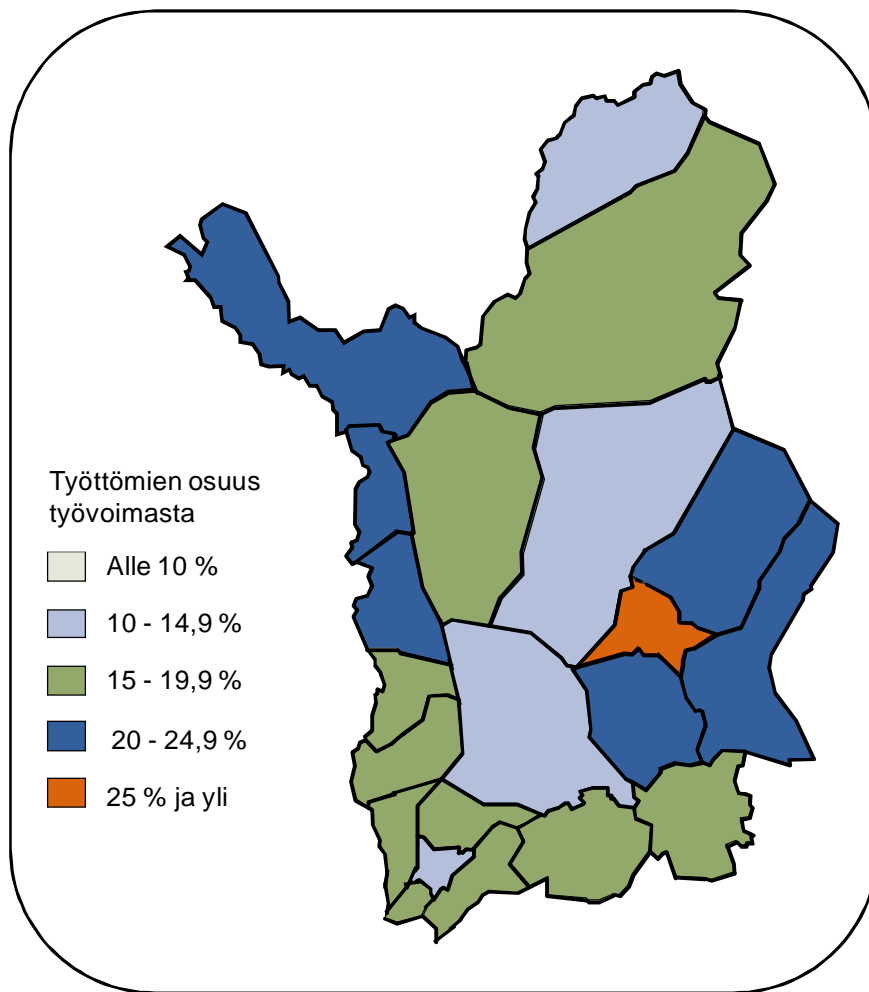 Työttömien osuus
työvoimasta
Alle 10 %
10 - 14,9 %
15 - 19,9 %
20 - 24,9 %
25 % ja yli